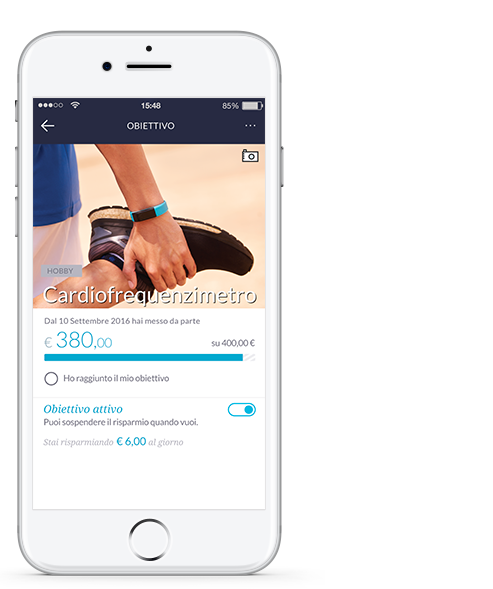 15:48
85%
OBIETTIVO
HOBBY
Cardiofrequenzimetro
Dal 10 Settembre 2016 hai messo da parte
€ 380,00
su 400,00 €
Ho raggiunto il mio obiettivo
Obiettivo attivo
Puoi sospendere il risparmio quando vuoi.
Stai risparmiando € 6,00 al giorno